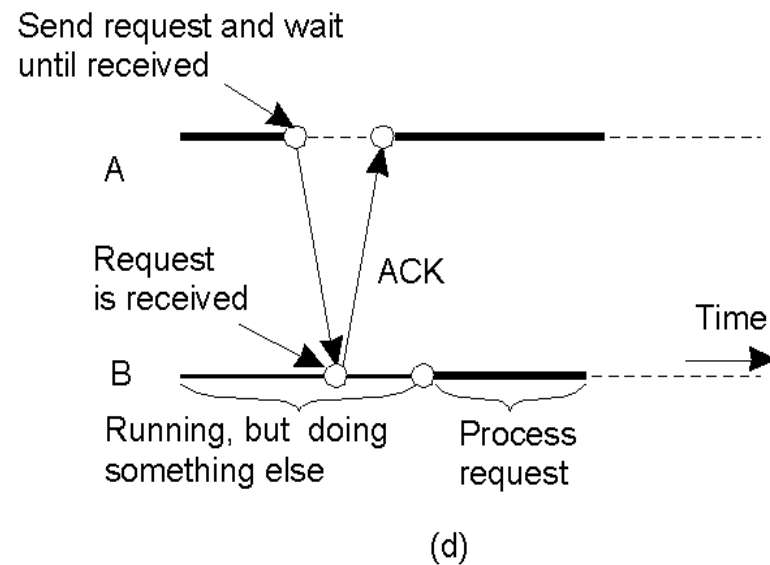 Send request and wait
until received
A
Request
is received
ACK
Time
B
Running, but doing
something else
Process
request
(d)